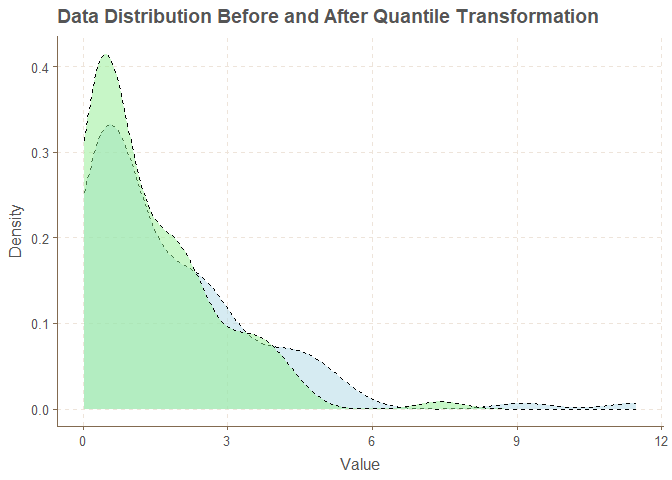 Data Distribution Before and After Quantile Transformation
0.4
0.3
0.2
0.1
0.0
Density
0 3 6 9 12
Value